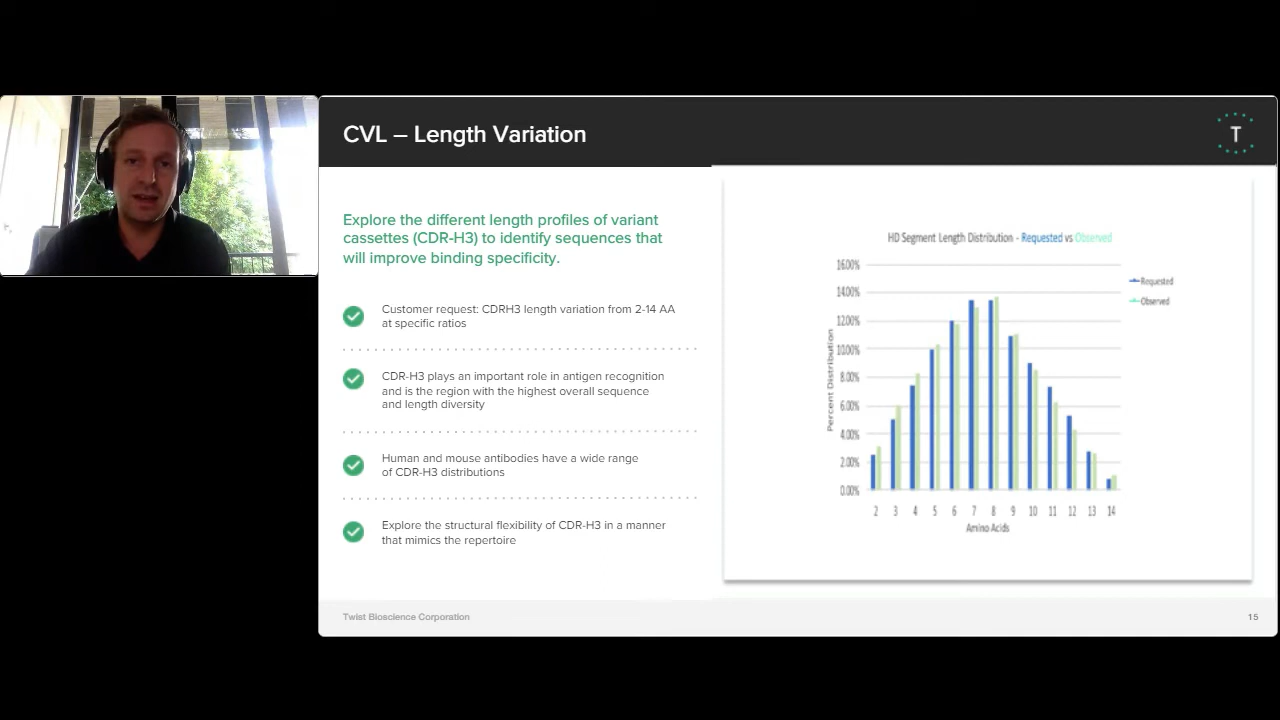 CVL – Length Variation
T
Explore the different length profiles of variant
cassettes (CDR-H3) to identify sequences that
will improve binding specificity.
Customer request: CDRH3 length variation from 2-14 AA
at specific ratios
CDR-H3 plays an important role in antigen recognition
and is the region with the highest overall sequence
and length diversity
Human and mouse antibodies have a wide range
of CDR-H3 distributions
Explore the structural flexibility of CDR-H3 in a manner
that mimics the repertoire
HD Segment Length Distribution - Requested vs Observed
Requested
Observed
Percent Distribution
16.00%
14.00%
12.00%
10.00%
8.00%
6.00%
4.00%
2.00%
0.00%
2 3 4 5 6 7 8 9 10 11 12 13 14
Amino Acids
Twist Bioscience Corporation
15